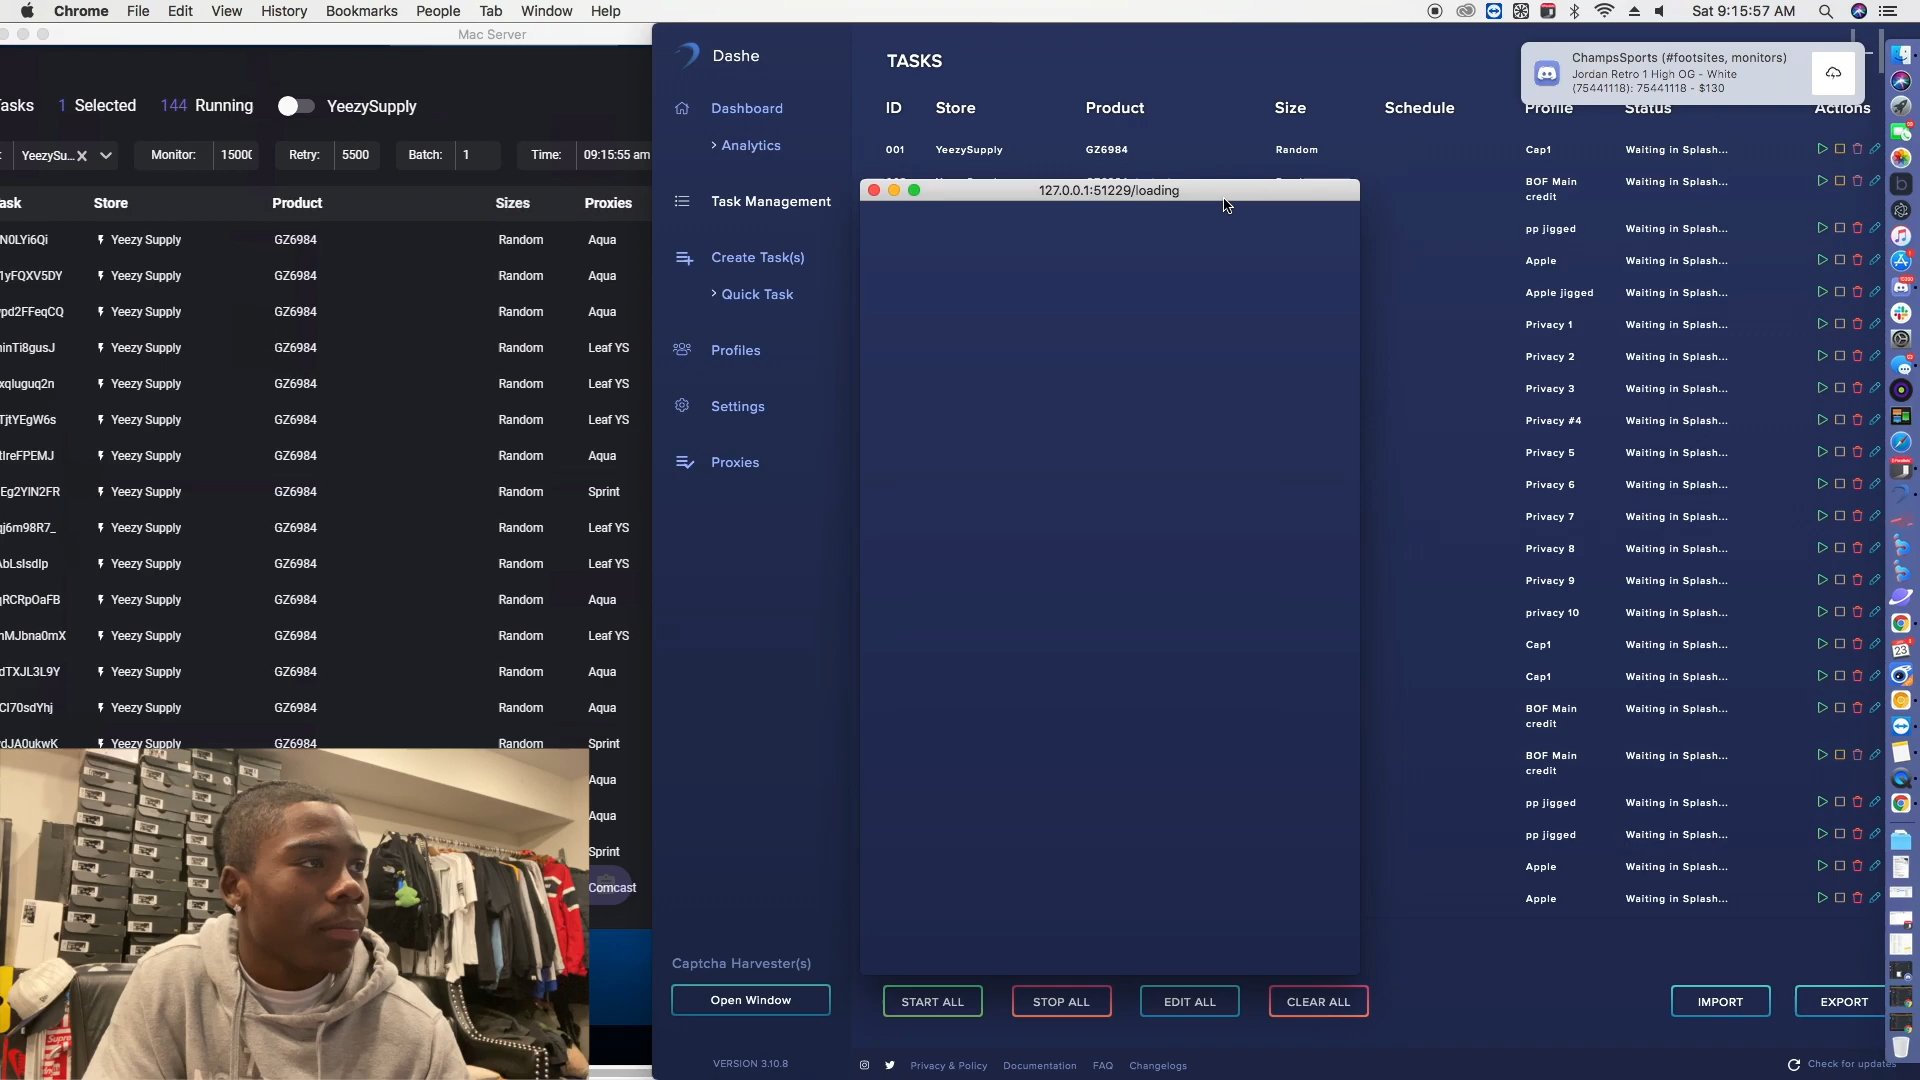 Chrome File Edit View History Bookmarks People Tab Window Help
Sat 9:15:57 AM
Mac Server
asks 1 Selected 144 Running YeezySupply
YeezySu... Monitor: 1500 Retry: 5500 Batch: 1 Time: 09:15:55 am
ask Store Product Sizes Proxies
N0LYi6Qi Yeezy Supply GZ6984 Random Aqua
1yFQXV5DY Yeezy Supply GZ6984 Random Aqua
pd2FFeqCQ Yeezy Supply GZ6984 Random Aqua
inTi8gusJ Yeezy Supply GZ6984 Random Leaf YS
xqluguq2n Yeezy Supply GZ6984 Random Leaf YS
TjtYEgW6s Yeezy Supply GZ6984 Random Leaf YS
tIreFPEMJ Yeezy Supply GZ6984 Random Aqua
Eg2YIN2FR Yeezy Supply GZ6984 Random Sprint
qj6m98R7_ Yeezy Supply GZ6984 Random Leaf YS
AbLsIsdIp Yeezy Supply GZ6984 Random Leaf YS
qRCRpOaFB Yeezy Supply GZ6984 Random Aqua
nMJbna0mX Yeezy Supply GZ6984 Random Leaf YS
dTXJL3L9Y Yeezy Supply GZ6984 Random Aqua
CI70sdYhj Yeezy Supply GZ6984 Random Aqua
dJA0ukwK Yeezy Supply GZ6984 Random Sprint
Aqua
Aqua
Sprint
Comcast
Dashe
Dashboard
> Analytics
Task Management
Create Task(s)
> Quick Task
Profiles
Settings
Proxies
Captcha Harvester(s)
Open Window
VERSION 3.10.8
TASKS
ChampsSports (#footsites, monitors)
Jordan Retro 1 High OG - White
(75441118): 75441118 - $130
ID Store Product Size Schedule Profile Status Actions
001 YeezySupply GZ6984 Random Cap1 Waiting in Splash...
127.0.0.1:51229/loading
BOF Main credit Waiting in Splash...
pp jigged Waiting in Splash...
Apple Waiting in Splash...
Apple jigged Waiting in Splash...
Privacy 1 Waiting in Splash...
Privacy 2 Waiting in Splash...
Privacy 3 Waiting in Splash...
Privacy #4 Waiting in Splash...
Privacy 5 Waiting in Splash...
Privacy 6 Waiting in Splash...
Privacy 7 Waiting in Splash...
Privacy 8 Waiting in Splash...
Privacy 9 Waiting in Splash...
privacy 10 Waiting in Splash...
Cap1 Waiting in Splash...
Cap1 Waiting in Splash...
BOF Main credit Waiting in Splash...
BOF Main credit Waiting in Splash...
pp jigged Waiting in Splash...
pp jigged Waiting in Splash...
Apple Waiting in Splash...
Apple Waiting in Splash...
START ALL STOP ALL EDIT ALL CLEAR ALL IMPORT EXPORT
Privacy & Policy Documentation FAQ Changelogs Check for updates